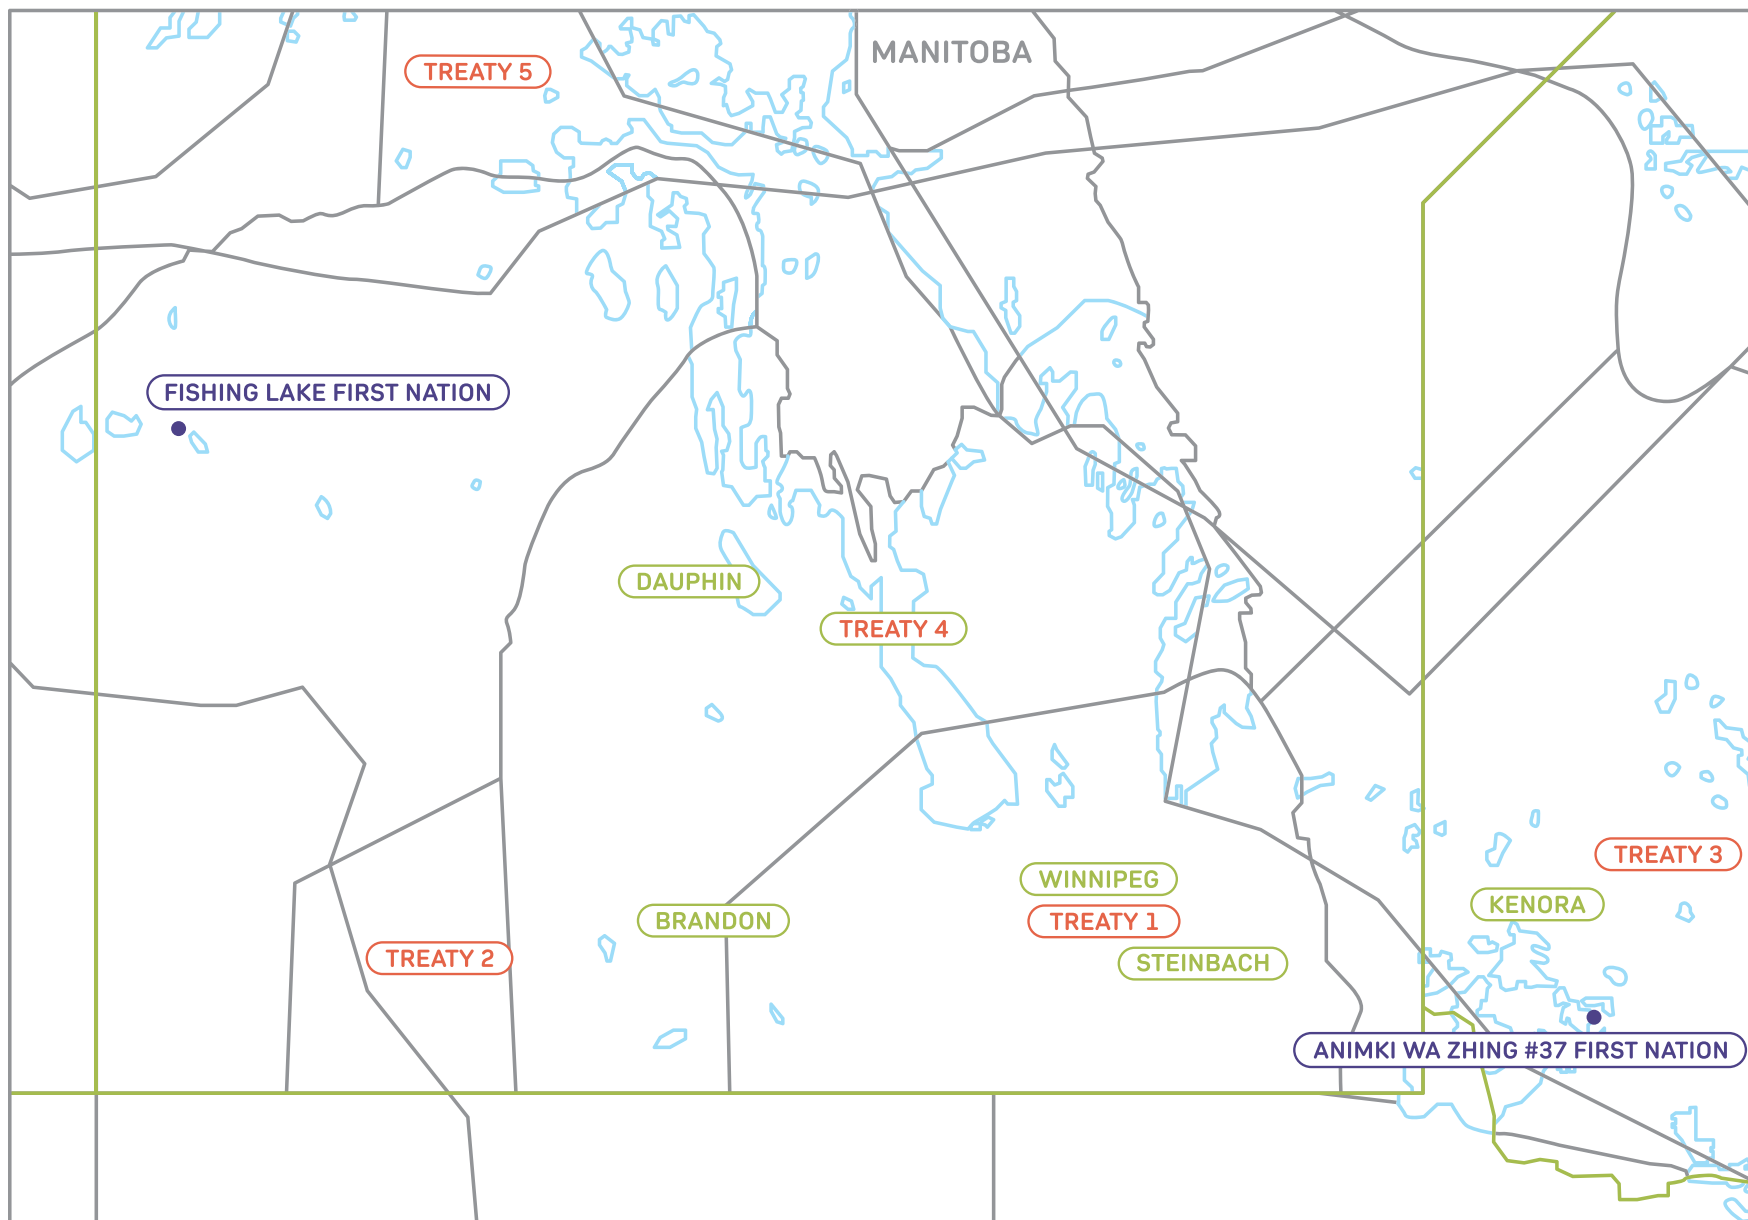 MANITOBA
TREATY 5
FISHING LAKE FIRST NATION
DAUPHIN
TREATY 4
TREATY 3
WINNIPEG
KENORA
BRANDON
TREATY 1
TREATY 2
STEINBACH
ANIMKI WA ZHING #37 FIRST NATION